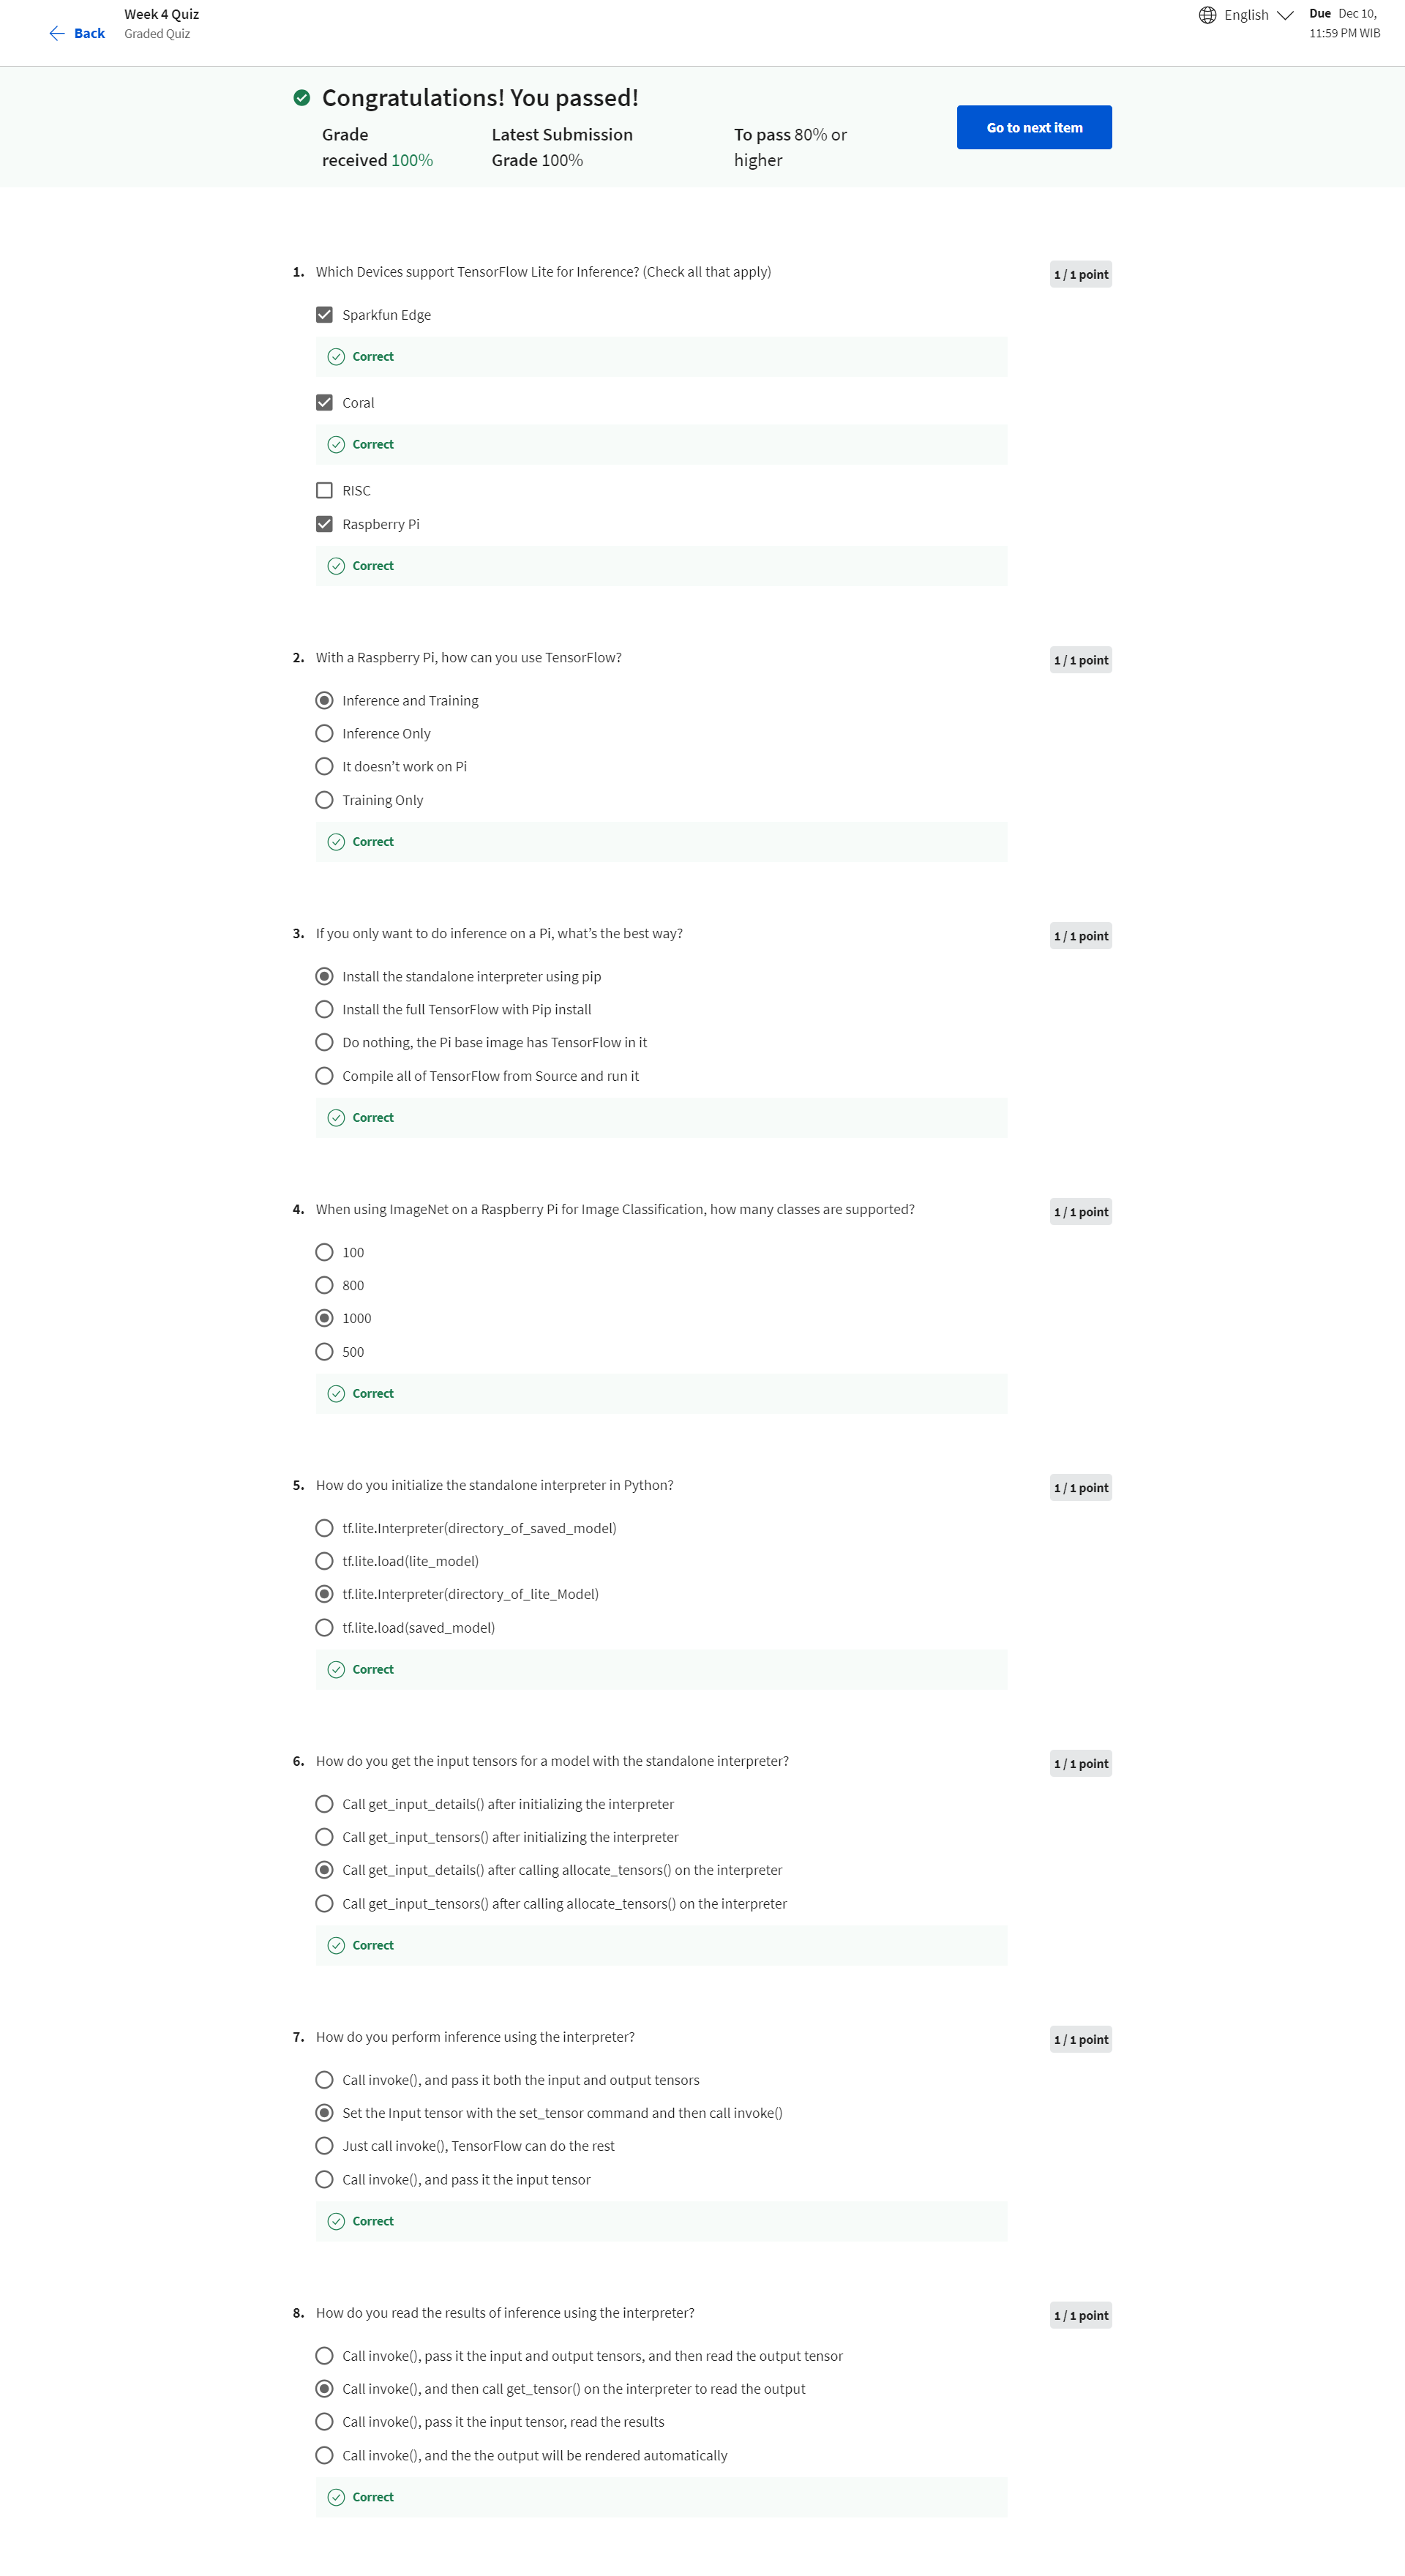 Back
Week 4 Quiz
Graded Quiz
English
Due Dec 10,
11:59 PM WIB
Congratulations! You passed!
Grade
received 100%
Latest Submission
Grade 100%
To pass 80% or
higher
Go to next item
1. Which Devices support TensorFlow Lite for Inference? (Check all that apply)
1 / 1 point
Sparkfun Edge
Correct
Coral
Correct
RISC
Raspberry Pi
Correct
2. With a Raspberry Pi, how can you use TensorFlow?
1 / 1 point
Inference and Training
Inference Only
It doesn’t work on Pi
Training Only
Correct
3. If you only want to do inference on a Pi, what’s the best way?
1 / 1 point
Install the standalone interpreter using pip
Install the full TensorFlow with Pip install
Do nothing, the Pi base image has TensorFlow in it
Compile all of TensorFlow from Source and run it
Correct
4. When using ImageNet on a Raspberry Pi for Image Classification, how many classes are supported?
1 / 1 point
100
800
1000
500
Correct
5. How do you initialize the standalone interpreter in Python?
1 / 1 point
tf.lite.Interpreter(directory_of_saved_model)
tf.lite.load(lite_model)
tf.lite.Interpreter(directory_of_lite_Model)
tf.lite.load(saved_model)
Correct
6. How do you get the input tensors for a model with the standalone interpreter?
1 / 1 point
Call get_input_details() after initializing the interpreter
Call get_input_tensors() after initializing the interpreter
Call get_input_details() after calling allocate_tensors() on the interpreter
Call get_input_tensors() after calling allocate_tensors() on the interpreter
Correct
7. How do you perform inference using the interpreter?
1 / 1 point
Call invoke(), and pass it both the input and output tensors
Set the Input tensor with the set_tensor command and then call invoke()
Just call invoke(), TensorFlow can do the rest
Call invoke(), and pass it the input tensor
Correct
8. How do you read the results of inference using the interpreter?
1 / 1 point
Call invoke(), pass it the input and output tensors, and then read the output tensor
Call invoke(), and then call get_tensor() on the interpreter to read the output
Call invoke(), pass it the input tensor, read the results
Call invoke(), and the the output will be rendered automatically
Correct